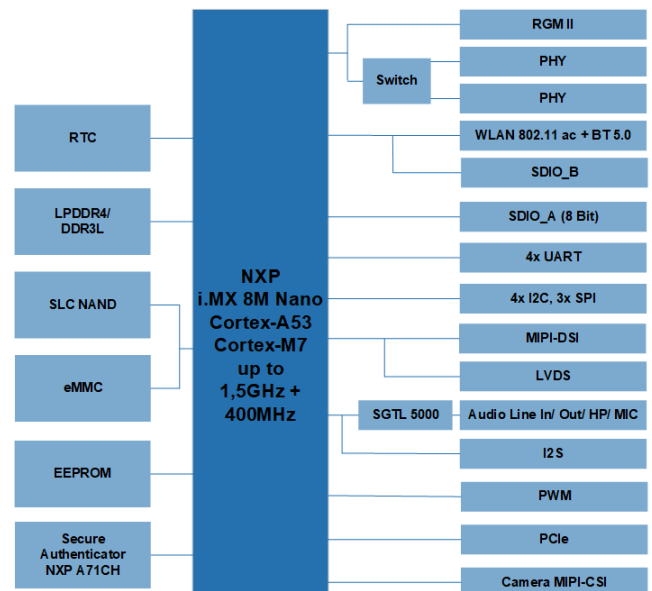 RTC
LPDDR4/
DDR3L
SLC NAND
eMMC
EEPROM
Secure
Authenticator
NXP A71CH
NXP
i.MX 8M Nano
Cortex-A53
Cortex-M7
up to
1,5GHz +
400MHz
RGM II
Switch
PHY
PHY
WLAN 802.11 ac + BT 5.0
SDIO_B
SDIO_A (8 Bit)
4x UART
4x I2C, 3x SPI
MIPI-DSI
LVDS
SGTL 5000
Audio Line In/ Out/ HP/ MIC
I2S
PWM
PCIe
Camera MIPI-CSI